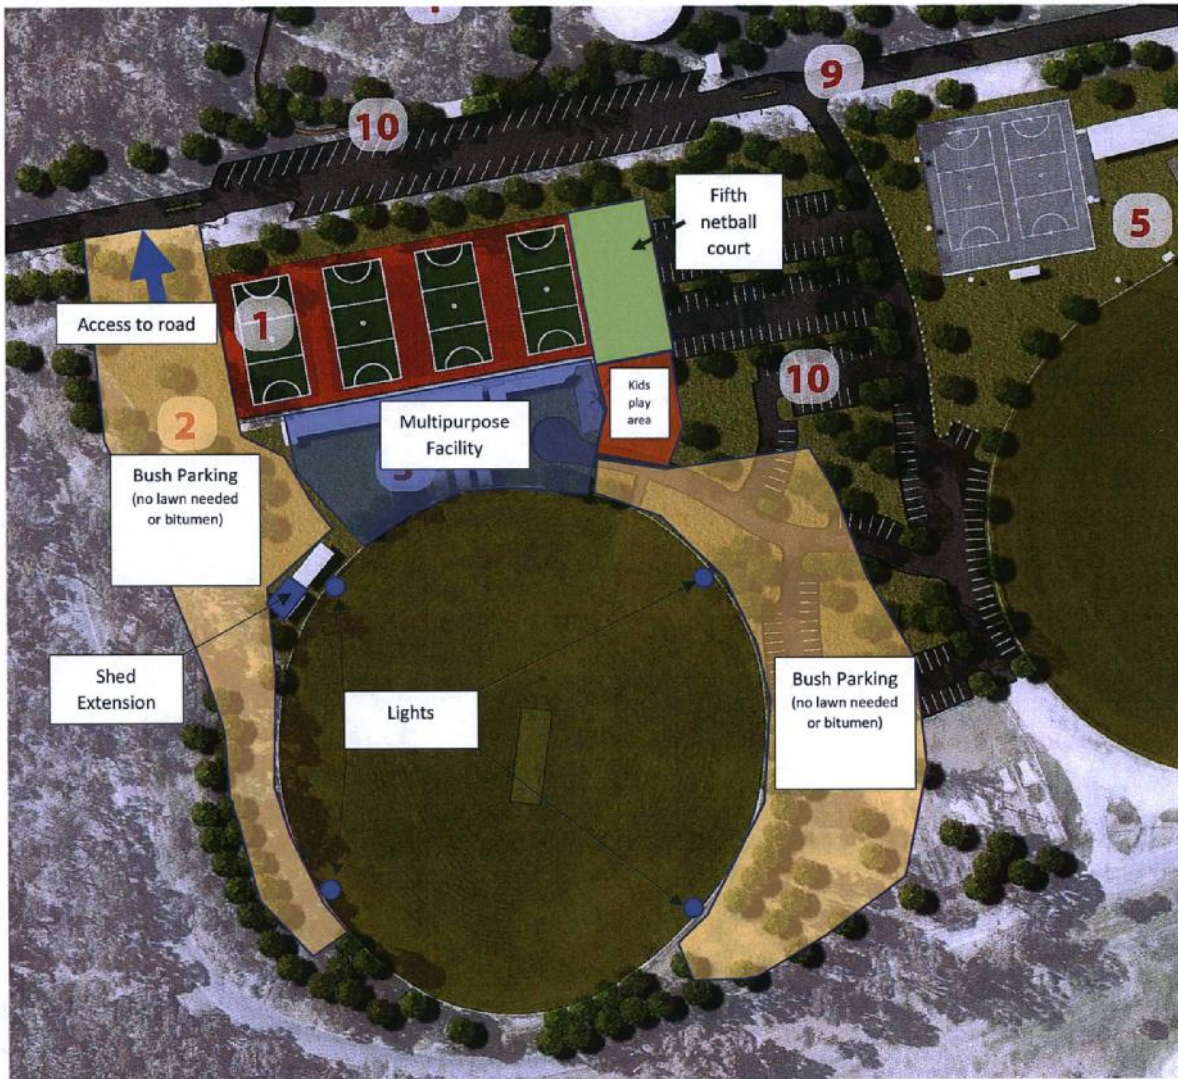 9
10
Fifth
netball
court
5
1
Access to road
Kids
play
area
10
2
Multipurpose
Facility
Bush Parking
(no lawn needed
or bitumen)
Shed
Extension
Lights
Bush Parking
(no lawn needed
or bitumen)